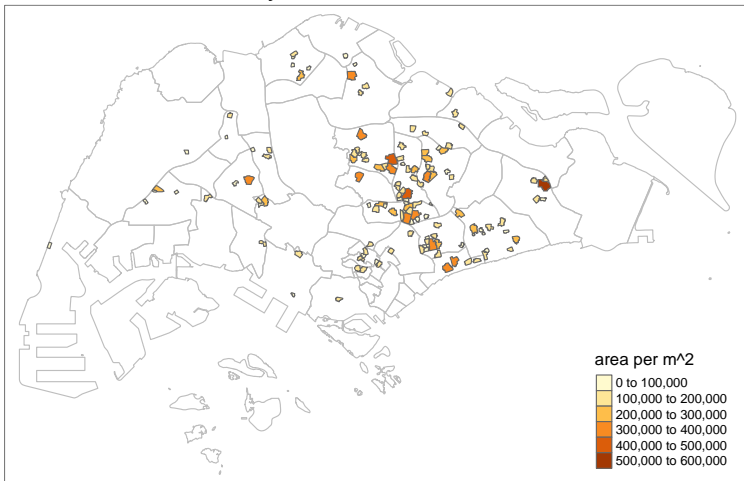 area per m^2
0 to 100,000
100,000 to 200,000
200,000 to 300,000
300,000 to 400,000
400,000 to 500,000
500,000 to 600,000